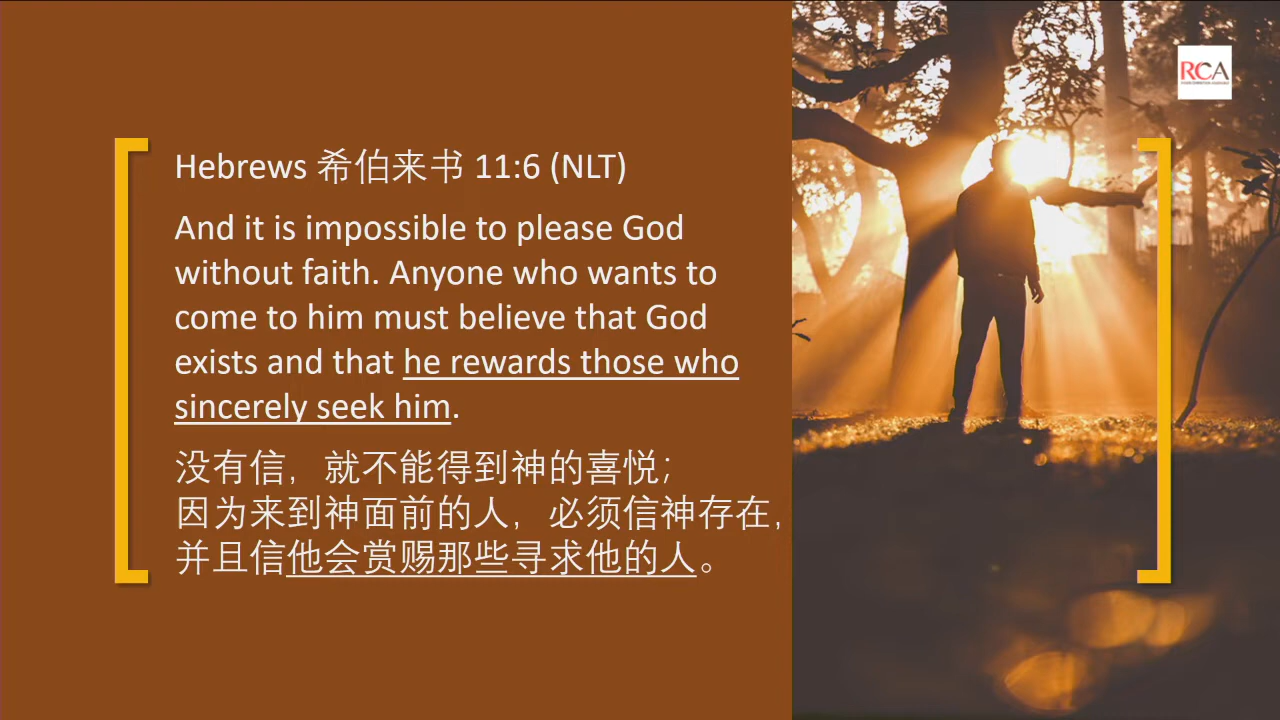 Hebrews 希伯来书 11:6 (NLT)
And it is impossible to please God
without faith. Anyone who wants to
come to him must believe that God
exists and that he rewards those who
sincerely seek him.
没有信，就不能得到神的喜悦；
因为来到神面前的人，必须信神存在，
并且信他会赏赐那些寻求他的人。
RCA